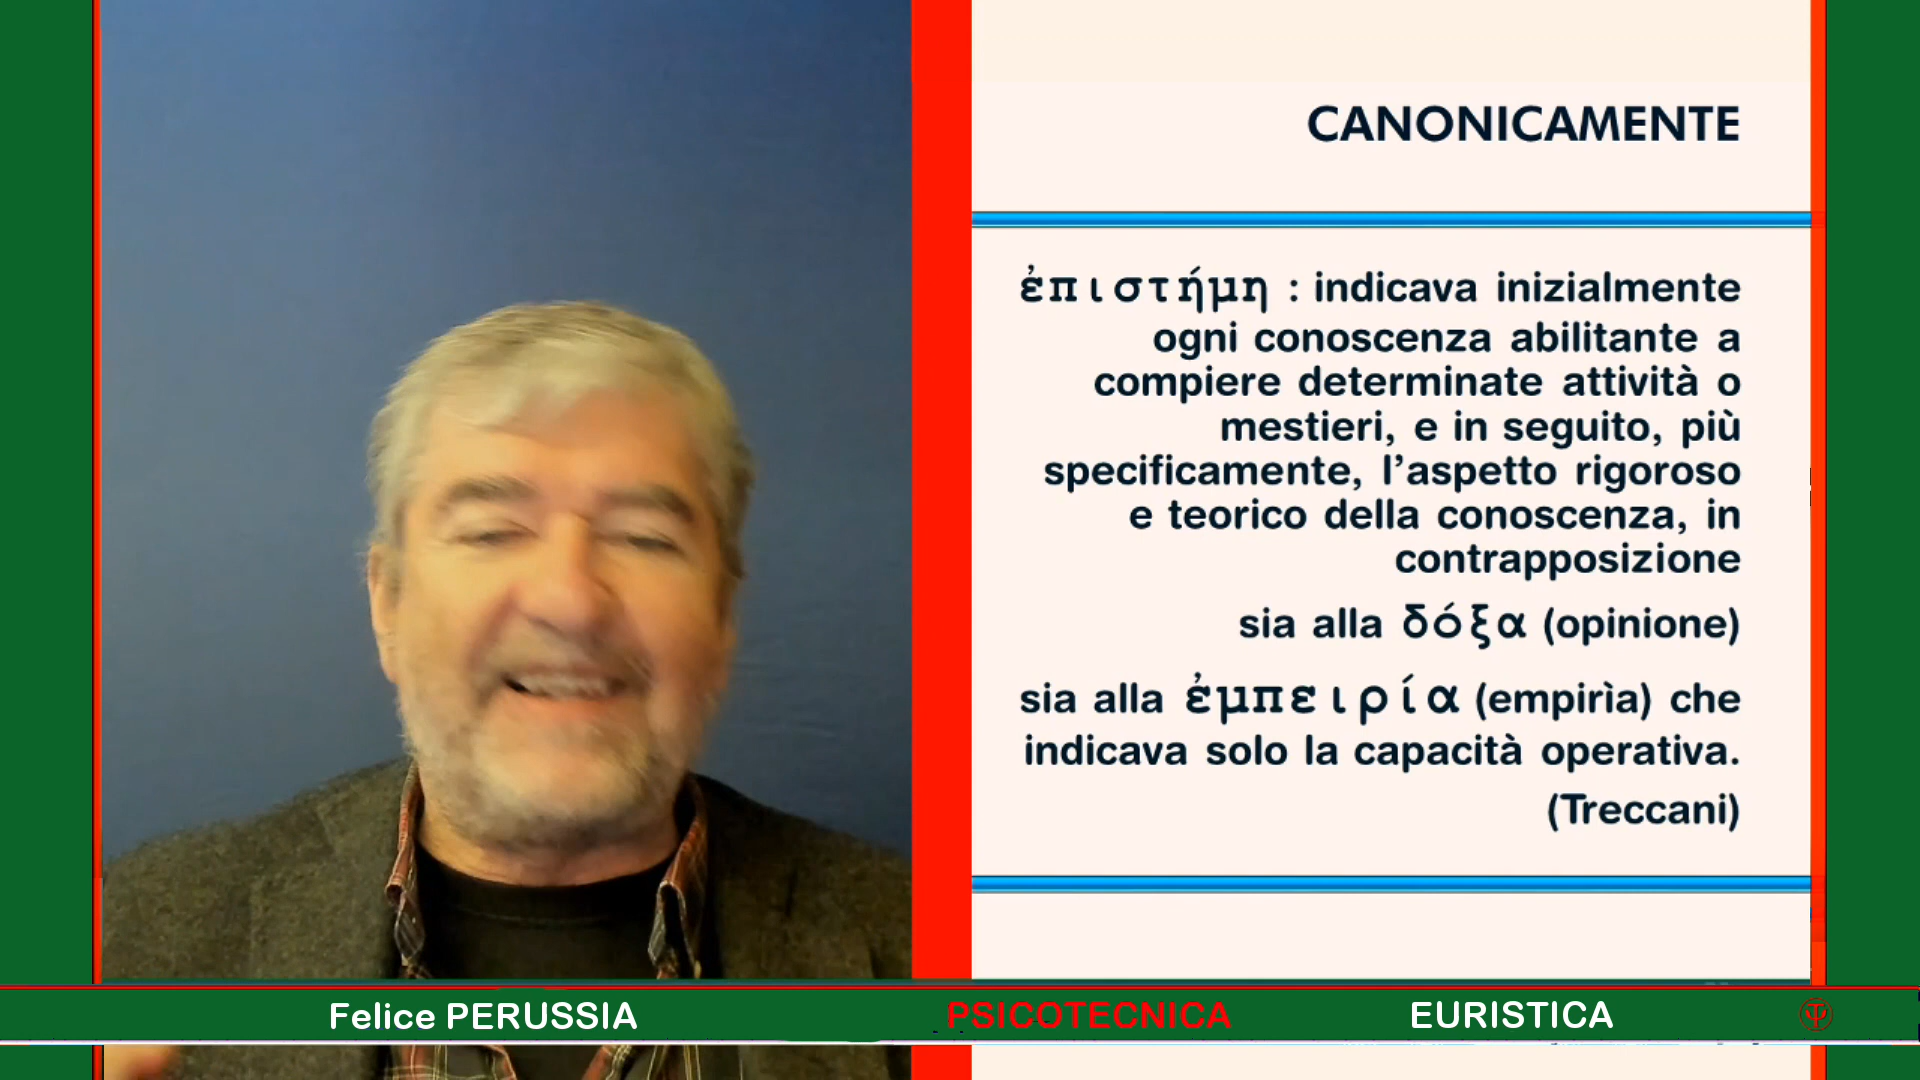 CANONICAMENTE
ἐπιστήμη : indicava inizialmente
ogni conoscenza abilitante a
compiere determinate attività o
mestieri, e in seguito, più
specificamente, l’aspetto rigoroso
e teorico della conoscenza, in
contrapposizione
sia alla δόξα (opinione)
sia alla ἐμπειρία (empirìa) che
indicava solo la capacità operativa.
(Treccani)
Felice PERUSSIA PSICOTECNICA EURISTICA Ψ